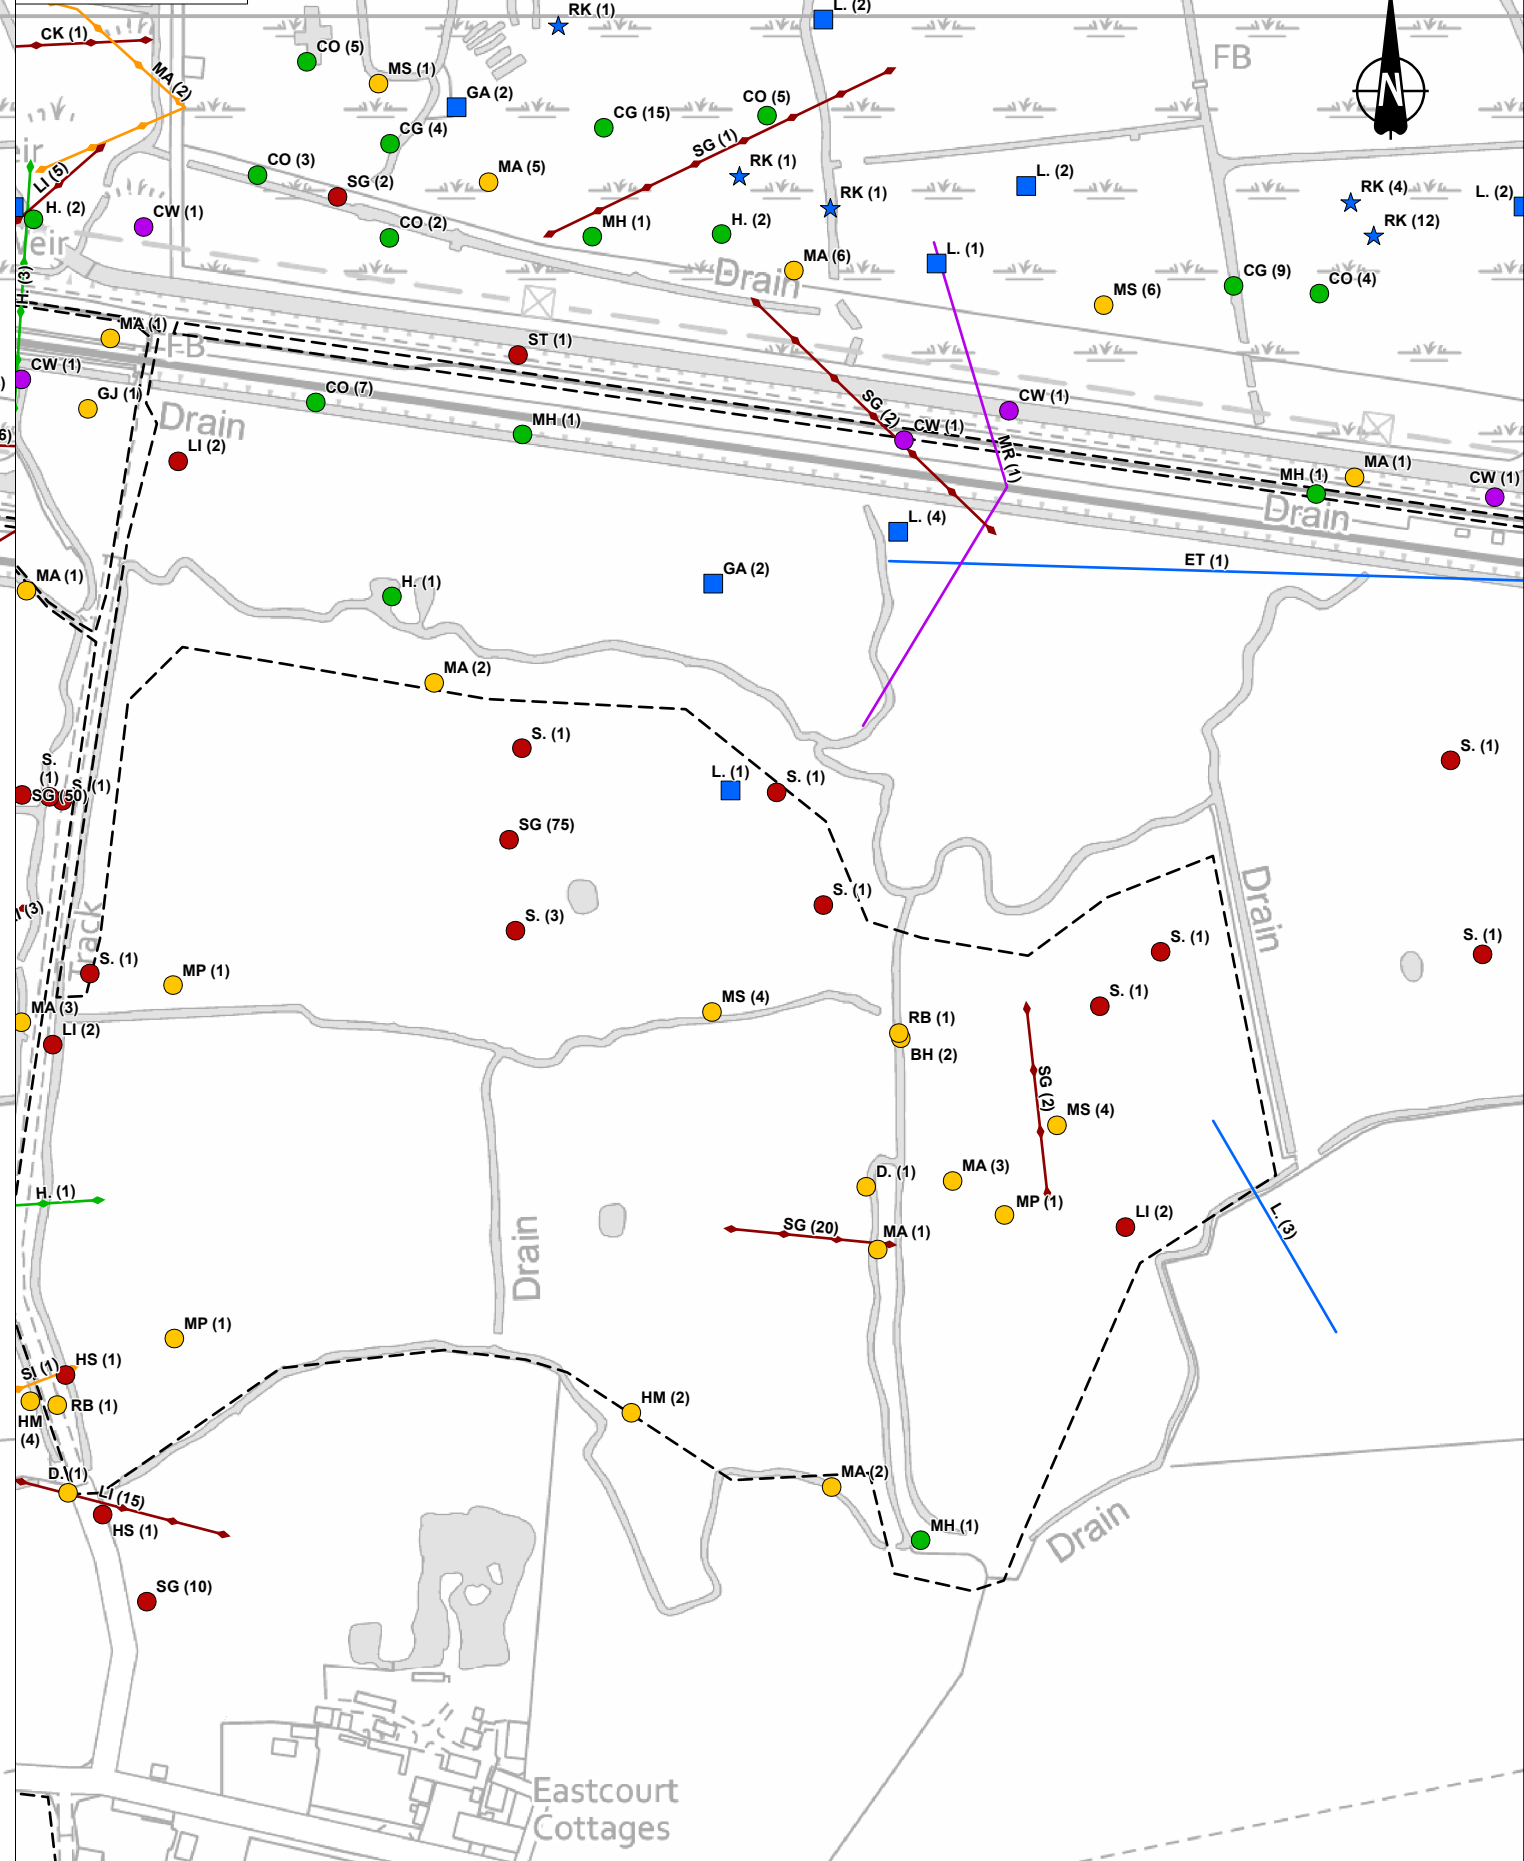 RK (1)
L. (2)
CK (1)
CO (5)
FB
MS (1)
MA (2)
GA (2)
N
CO (5)
CG (15)
CG (4)
SG (1)
CO (3)
RK (1)
MA (5)
L. (2)
LI (5)
SG (2)
RK (1)
RK (4)
L. (2)
H. (2)
CW (1)
CO (2)
MH (1)
H. (2)
RK (12)
Weir
L. (1)
MA (6)
Drain
CG (9)
CO (4)
H. (3)
MS (6)
MA (1)
FB
ST (1)
CW (1)
GJ (1)
CO (7)
Drain
MH (1)
SG (2)
CW (1)
CW (1)
LI (2)
MR (1)
MH (1)
MA (1)
CW (1)
Drain
L. (4)
ET (1)
MA (1)
H. (1)
GA (2)
MA (2)
S. (1)
S. (1)
S.
(1)
S. (1)
SG (50)
L. (1)
S. (1)
SG (75)
S. (1)
S. (3)
Drain
Track
S. (1)
S. (1)
S. (1)
MP (1)
S. (1)
MA (3)
MS (4)
LI (2)
RB (1)
BH (2)
SG (2)
MS (4)
D. (1)
MA (3)
H. (1)
MP (1)
LI (2)
SG (20)
MA (1)
L. (3)
Drain
MP (1)
HS (1)
RB (1)
HM
(4)
HM (2)
D. (1)
MA (2)
LI (15)
HS (1)
MH (1)
Drain
SG (10)
Eastcourt
Cottages